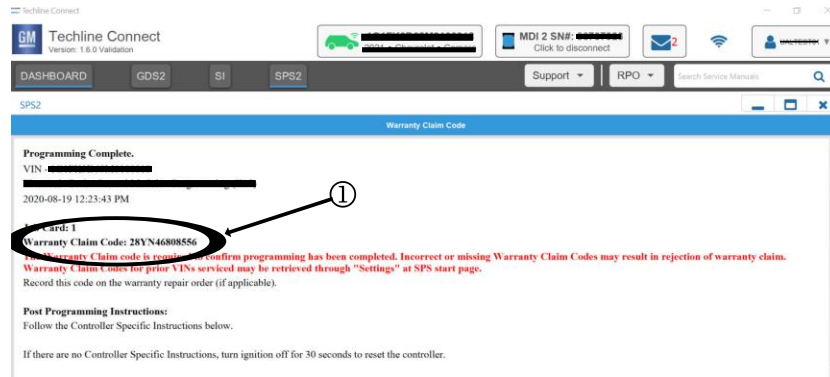 Techline Connect
GM Techline Connect
Version: 1.6.0 Validation
MDI 2 SN#:
Click to disconnect
2
DASHBOARD GDS2 SI SPS2 Support RPO Search Service Manuals
SPS2
Warranty Claim Code
Programming Complete.
VIN -
2020-08-19 12:23:43 PM
1
Card: 1
Warranty Claim Code: 28YN46808556
The Warranty Claim code is required to confirm programming has been completed. Incorrect or missing Warranty Claim Codes may result in rejection of warranty claim.
Warranty Claim Codes for prior VINs serviced may be retrieved through "Settings" at SPS start page.
Record this code on the warranty repair order (if applicable).
Post Programming Instructions:
Follow the Controller Specific Instructions below.
If there are no Controller Specific Instructions, turn ignition off for 30 seconds to reset the controller.